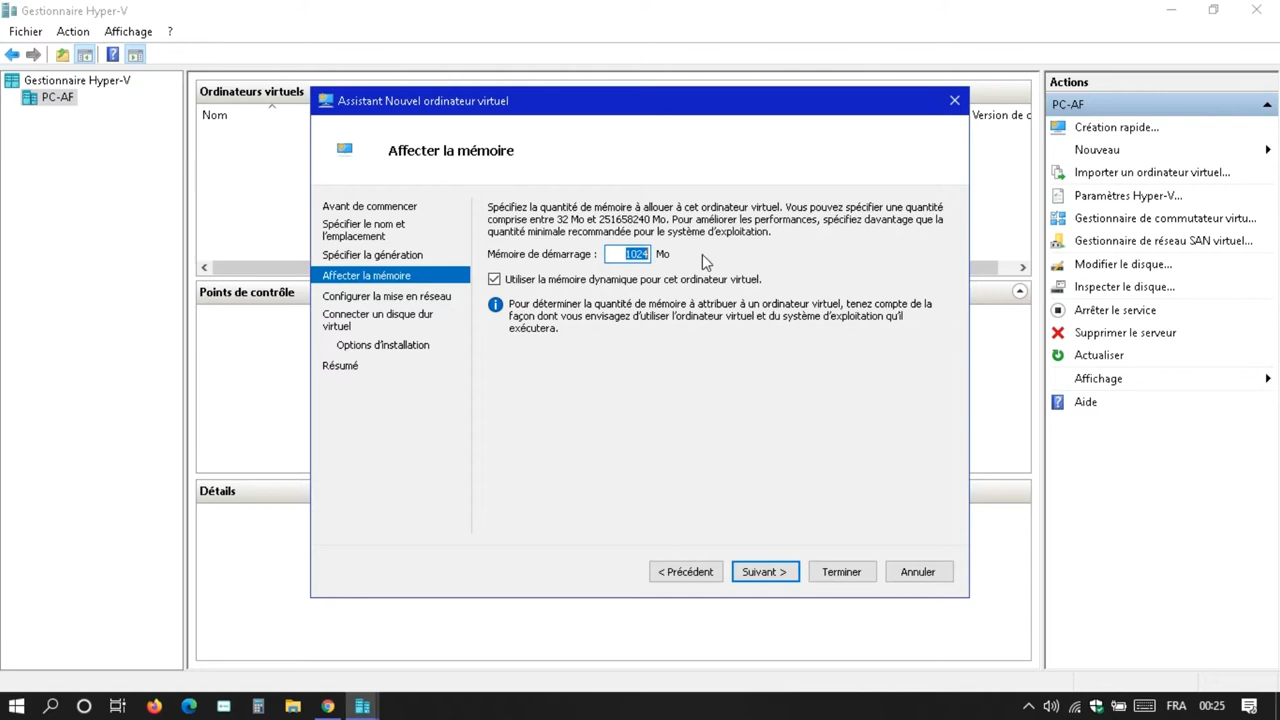 Gestionnaire Hyper-V
Fichier Action Affichage ?
Gestionnaire Hyper-V
PC-AF
Ordinateurs virtuels
Nom
Version de c
Points de contrôle
Détails
Assistant Nouvel ordinateur virtuel
Affecter la mémoire
Avant de commencer
Spécifier le nom et
l'emplacement
Spécifier la génération
Affecter la mémoire
Configurer la mise en réseau
Connecter un disque dur
virtuel
Options d'installation
Résumé
Spécifiez la quantité de mémoire à allouer à cet ordinateur virtuel. Vous pouvez spécifier une quantité
comprise entre 32 Mo et 251658240 Mo. Pour améliorer les performances, spécifiez davantage que la
quantité minimale recommandée pour le système d'exploitation.
Mémoire de démarrage : 1024 Mo
Utiliser la mémoire dynamique pour cet ordinateur virtuel.
Pour déterminer la quantité de mémoire à attribuer à un ordinateur virtuel, tenez compte de la
façon dont vous envisagez d'utiliser l'ordinateur virtuel et du système d'exploitation qu'il
exécutera.
< Précédent Suivant > Terminer Annuler
Actions
PC-AF
Création rapide...
Nouveau
Importer un ordinateur virtuel...
Paramètres Hyper-V...
Gestionnaire de commutateur virtu...
Gestionnaire de réseau SAN virtuel...
Modifier le disque...
Inspecter le disque...
Arrêter le service
Supprimer le serveur
Actualiser
Affichage
Aide
FRA 00:25